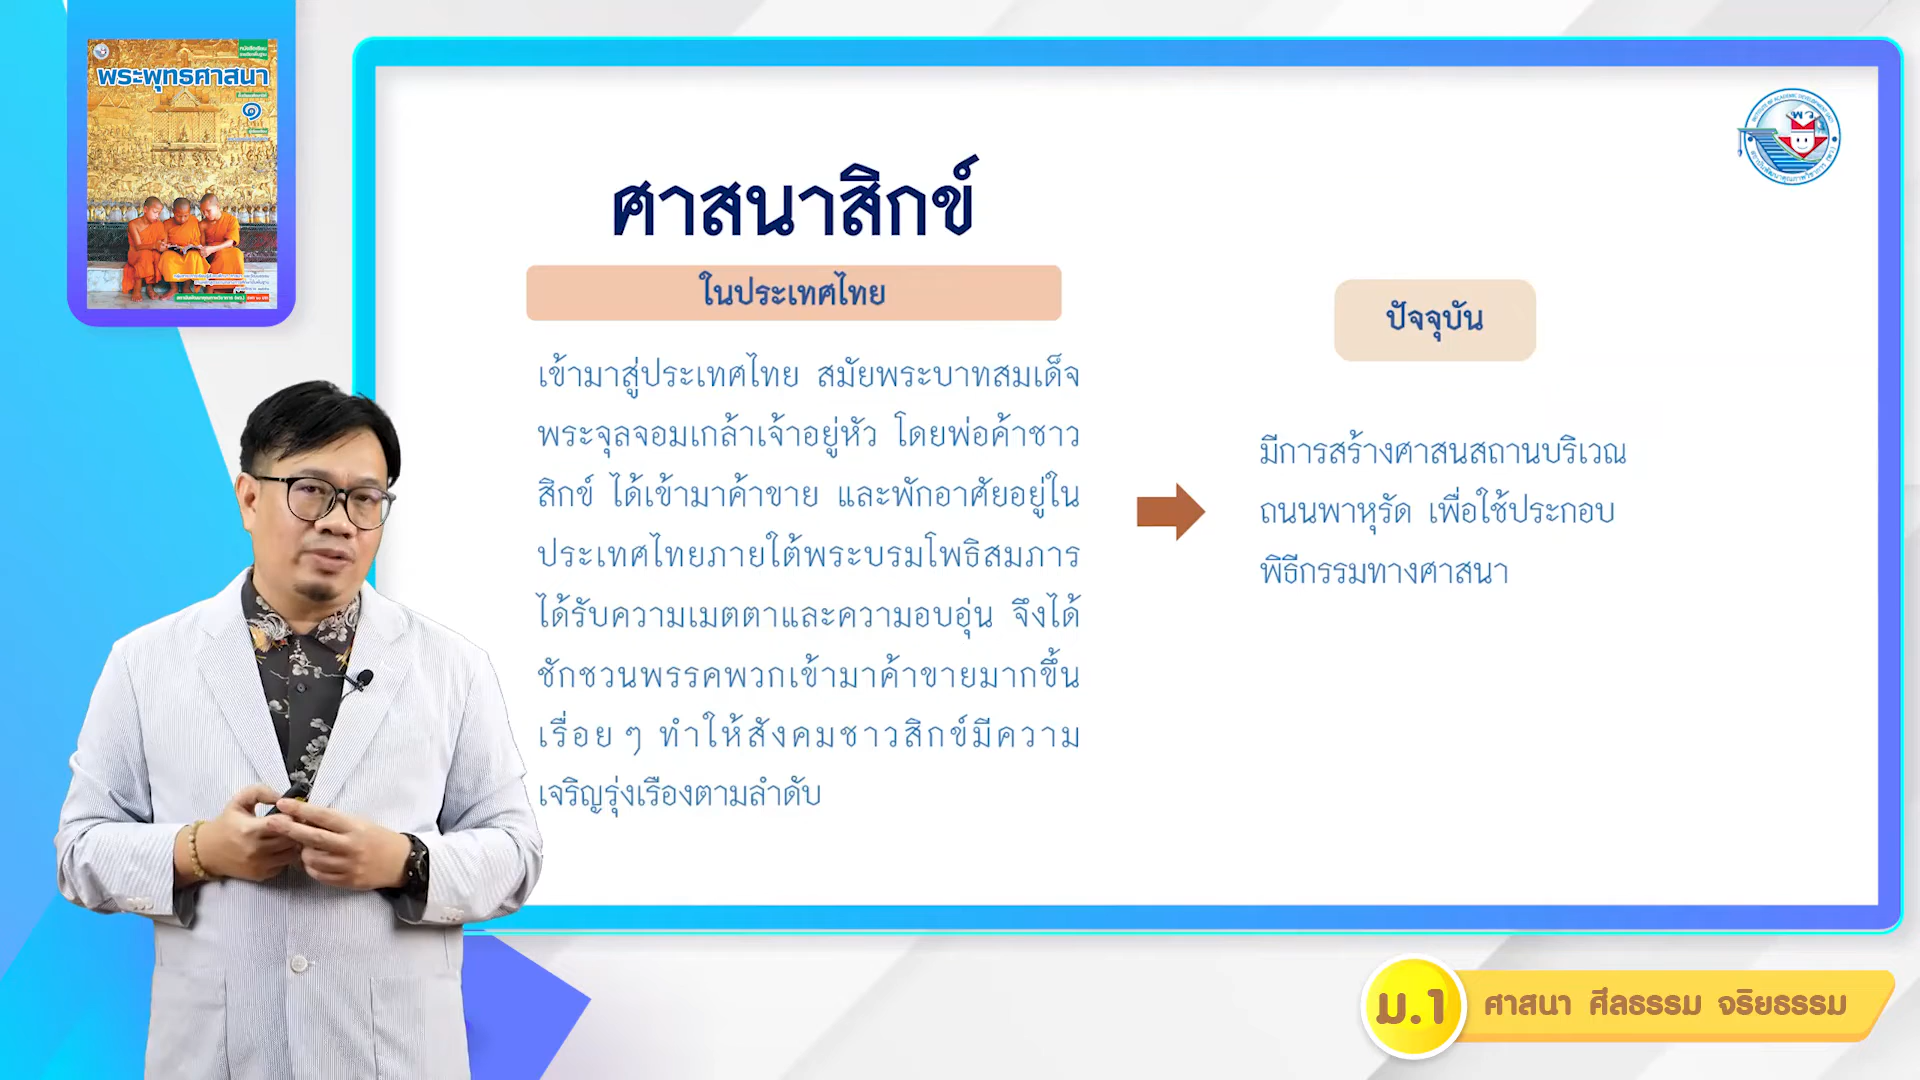 หนังสือเรียน
พระพุทธศาสนา
๑
ศาสนาสิกข์
ในประเทศไทย
เข้ามาสู่ประเทศไทย สมัยพระบาทสมเด็จ
พระจุลจอมเกล้าเจ้าอยู่หัว โดยพ่อค้าชาว
สิกข์ ได้เข้ามาค้าขาย และพักอาศัยอยู่ใน
ประเทศไทยภายใต้พระบรมโพธิสมภาร
ได้รับความเมตตาและความอบอุ่น จึงได้
ชักชวนพรรคพวกเข้ามาค้าขายมากขึ้น
เรื่อย ๆ ทำให้สังคมชาวสิกข์มีความ
เจริญรุ่งเรืองตามลำดับ
ปัจจุบัน
มีการสร้างศาสนสถานบริเวณ
ถนนพาหุรัด เพื่อใช้ประกอบ
พิธีกรรมทางศาสนา
พว
ม.1
ศาสนา ศีลธรรม จริยธรรม